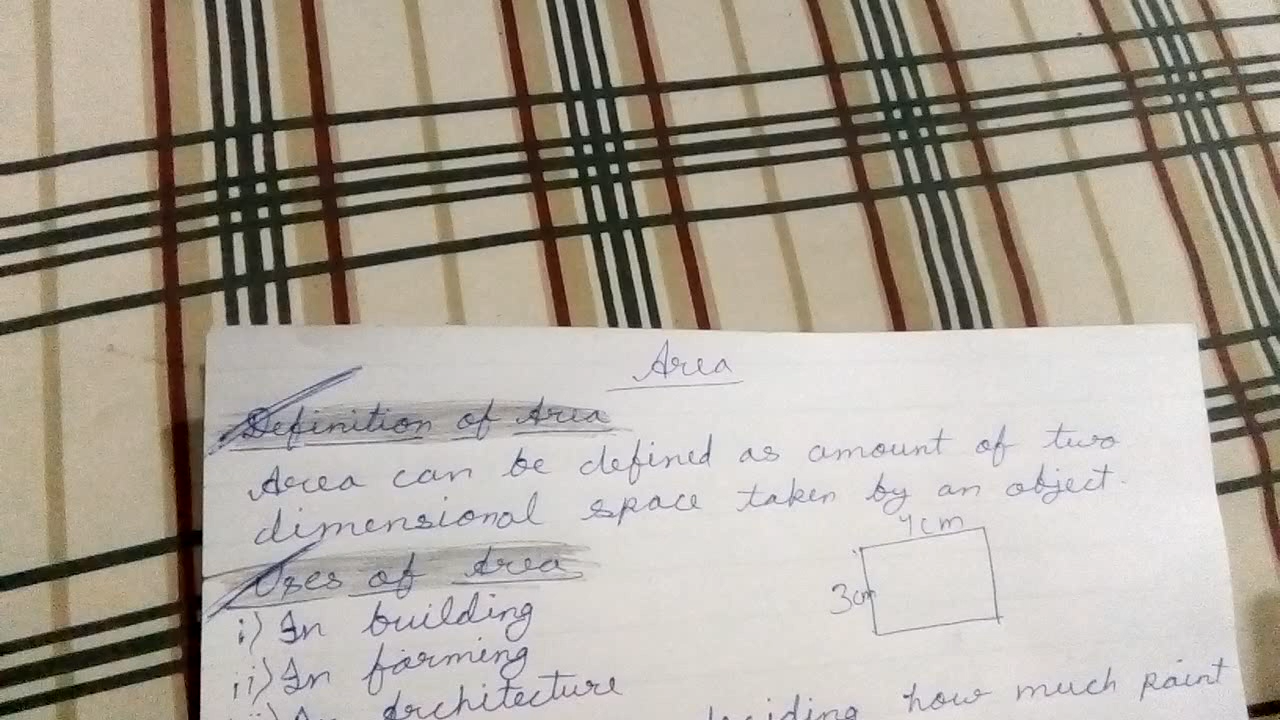 Area
Definition of Area
Area can be defined as amount of two
dimensional space taken by an object.
4cm
Uses of Area
3cm
i) In building
ii) In farming
Architecture
how much paint